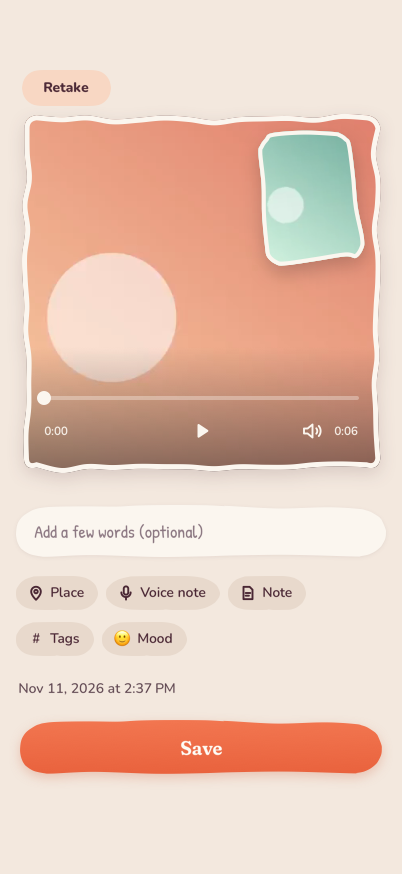 Retake
0:00
0:06
Add a few words (optional)
Place
Voice note
Note
# Tags
Mood
Nov 11, 2026 at 2:37 PM
Save